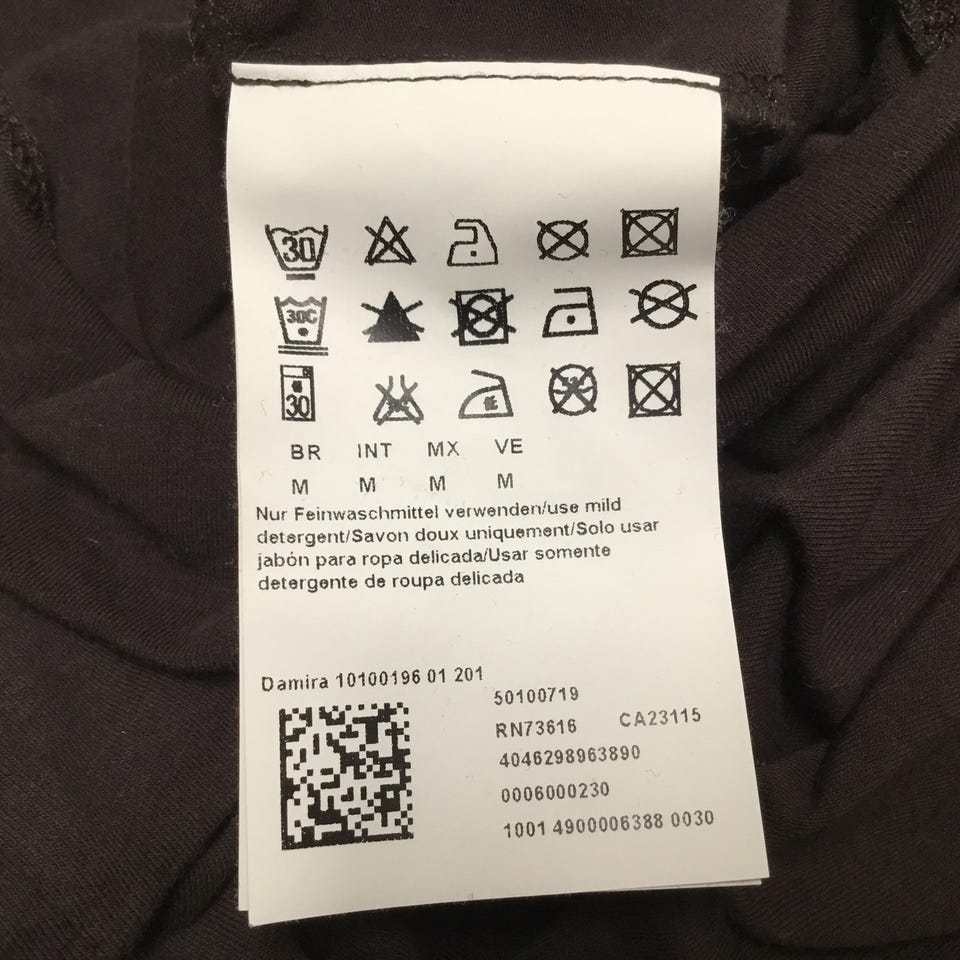 30
30C
30
BR INT MX VE
M M M M
Nur Feinwaschmittel verwenden/use mild
detergent/Savon doux uniquement/Solo usar
jabón para ropa delicada/Usar somente
detergente de roupa delicada
Damira 10100196 01 201
50100719
RN73616 CA23115
4046298963890
0006000230
1001 4900006388 0030